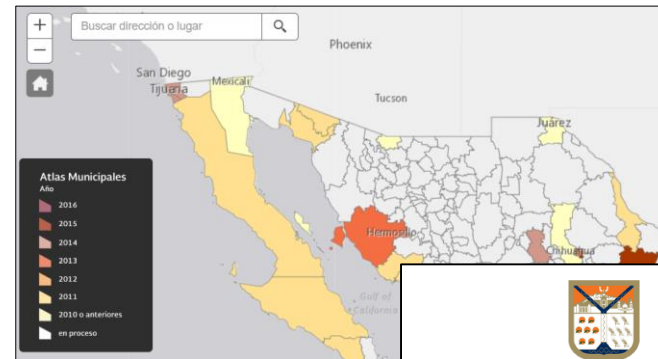 +
Buscar dirección o lugar
−
Phoenix
San Diego
Mexicali
Tijuana
Tucson
Juárez
Atlas Municipales
Año
2016
2015
2014
2013
2012
2011
2010 o anteriores
en proceso
Hermosillo
Chihuahua
Gulf of
California